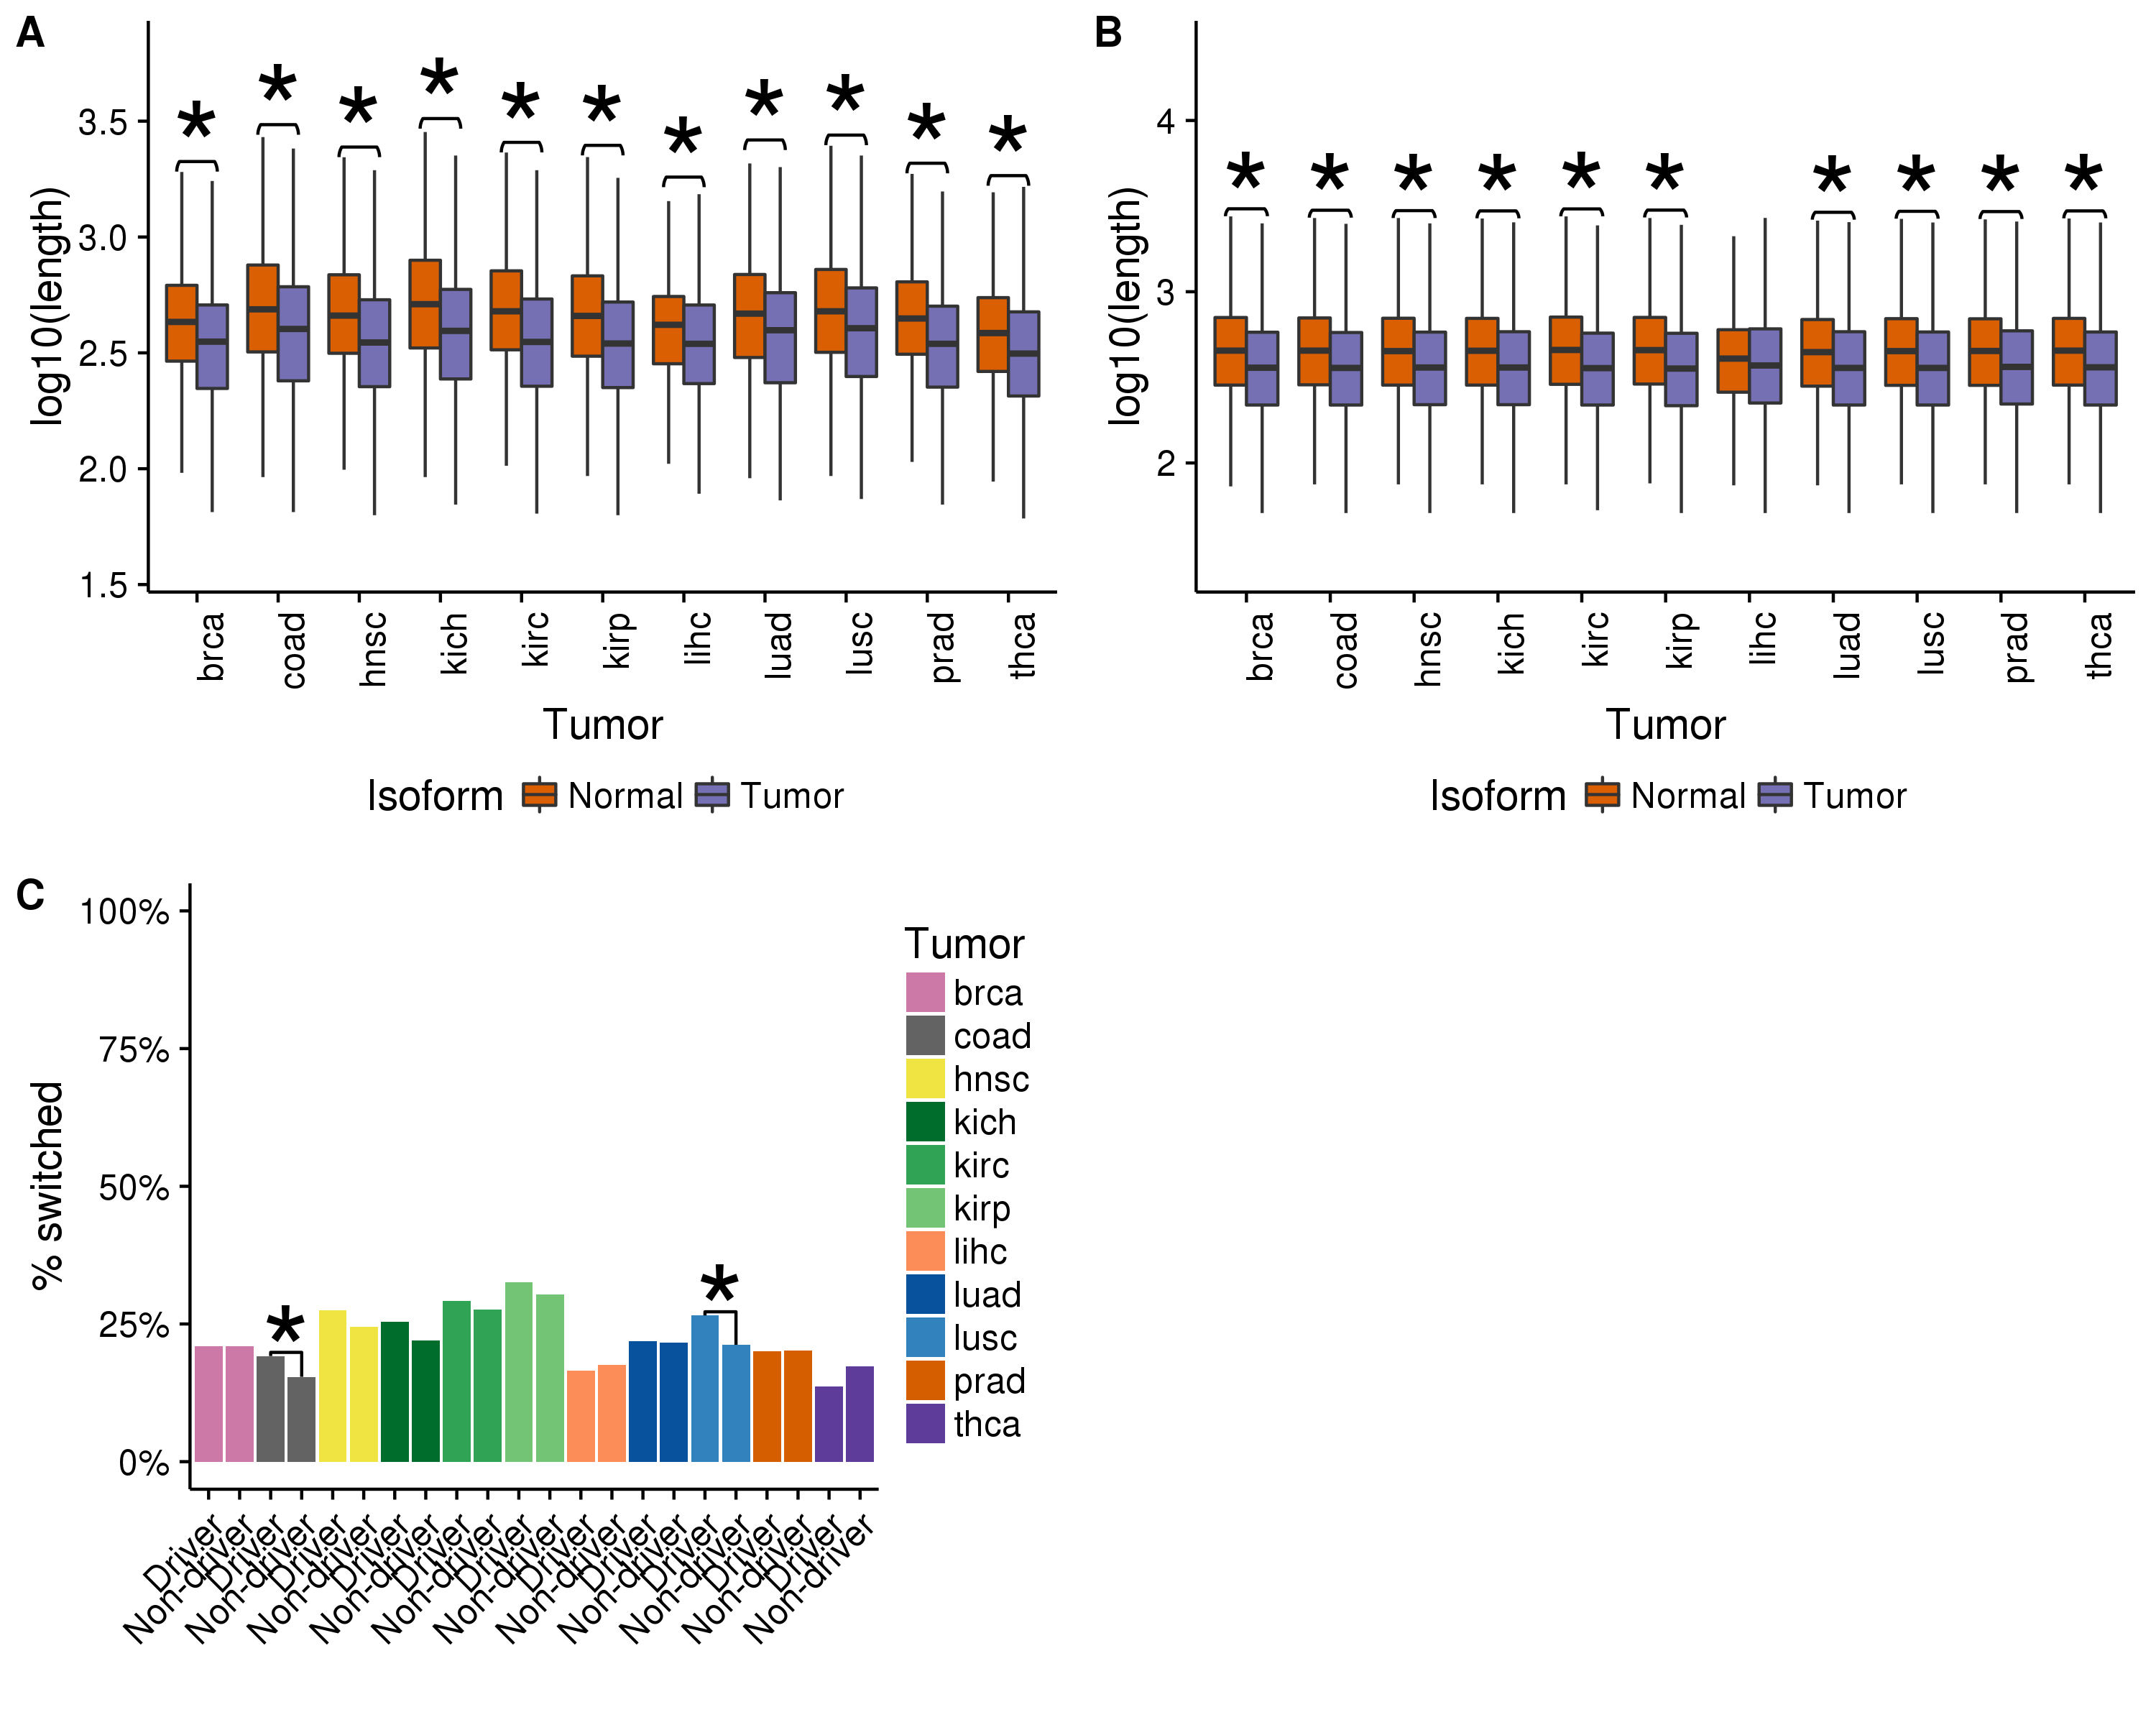 A
log10(length)
3.5
3.0
2.5
2.0
1.5
* * * * * * * * * * *
brca coad hnsc kich kirc kirp lihc luad lusc prad thca
Tumor
Isoform Normal Tumor
B
log10(length)
4
3
2
* * * * * * * * * *
brca coad hnsc kich kirc kirp lihc luad lusc prad thca
Tumor
Isoform Normal Tumor
C
% switched
100%
75%
50%
25%
0%
* *
Driver
Non-driver
Driver
Non-driver
Driver
Non-driver
Driver
Non-driver
Driver
Non-driver
Driver
Non-driver
Driver
Non-driver
Driver
Non-driver
Driver
Non-driver
Driver
Non-driver
Driver
Non-driver
Tumor
brca
coad
hnsc
kich
kirc
kirp
lihc
luad
lusc
prad
thca